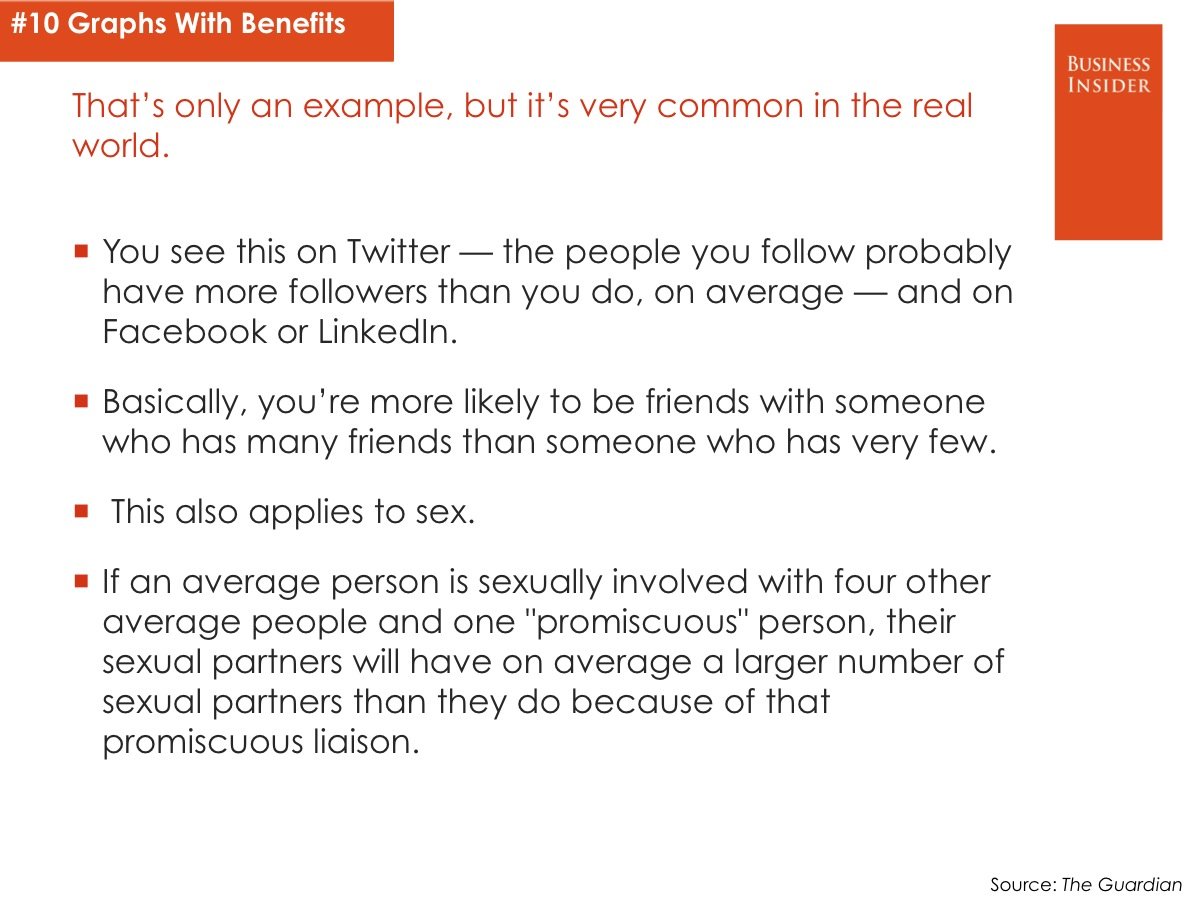 #10 Graphs With Benefits
BUSINESS
INSIDER
That’s only an example, but it’s very common in the real
world.
You see this on Twitter — the people you follow probably
have more followers than you do, on average — and on
Facebook or LinkedIn.
Basically, you’re more likely to be friends with someone
who has many friends than someone who has very few.
This also applies to sex.
If an average person is sexually involved with four other
average people and one "promiscuous" person, their
sexual partners will have on average a larger number of
sexual partners than they do because of that
promiscuous liaison.
Source: The Guardian